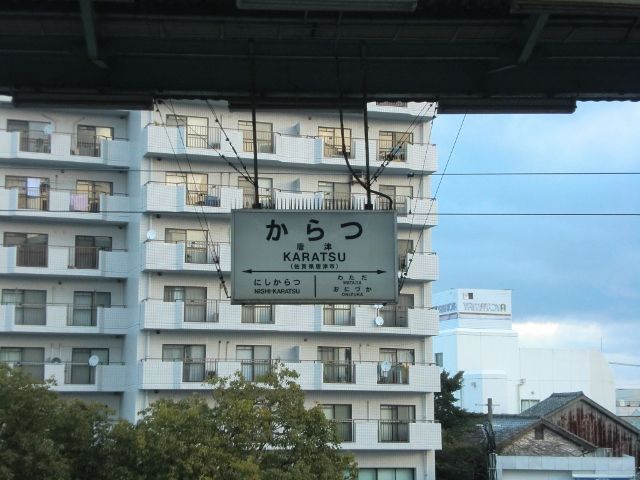 からつ
唐津
KARATSU
(佐賀県唐津市)
にしからつ
NISHI-KARATSU
わただ
WATADA
おにづか
ONIZUKA